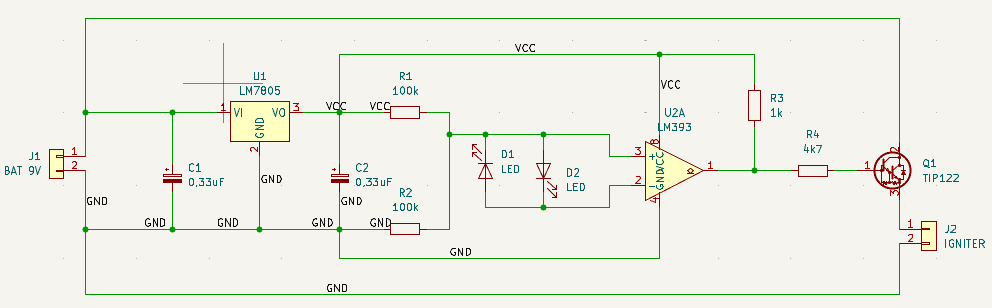 VCC
VCC
U1
LM7805
1
VI
VO
3
GND
2
VCC
VCC
R1
100k
U2A
LM393
8
VCC
GND
4
3
+
2
-
1
R3
1k
R4
4k7
1
2
3
Q1
TIP122
J1
BAT 9V
1
2
C1
0,33uF
GND
C2
0,33uF
GND
D1
LED
D2
LED
GND
R2
100k
GND
GND
GND
GND
GND
1
2
J2
IGNITER
GND